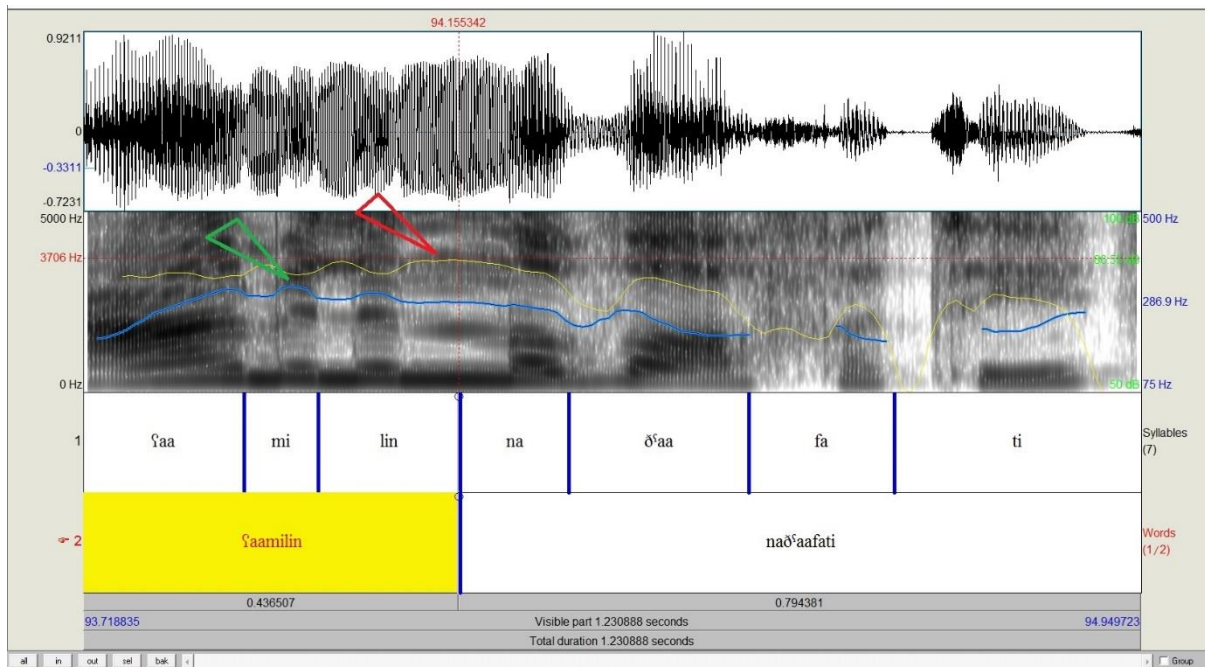 94.155342
0.9211
0
-0.3311
-0.7231
5000 Hz
3706 Hz
0 Hz
100 dB
50 dB
500 Hz
286.9 Hz
75 Hz
1
ʕaa mi lin na ðˤaa fa ti
Syllables
(7)
2
ʕaamilin naðˤaafati
Words
(1/2)
0.436507 0.794381
93.718835 Visible part 1.230888 seconds 94.949723
Total duration 1.230888 seconds
all in out sel bak Group